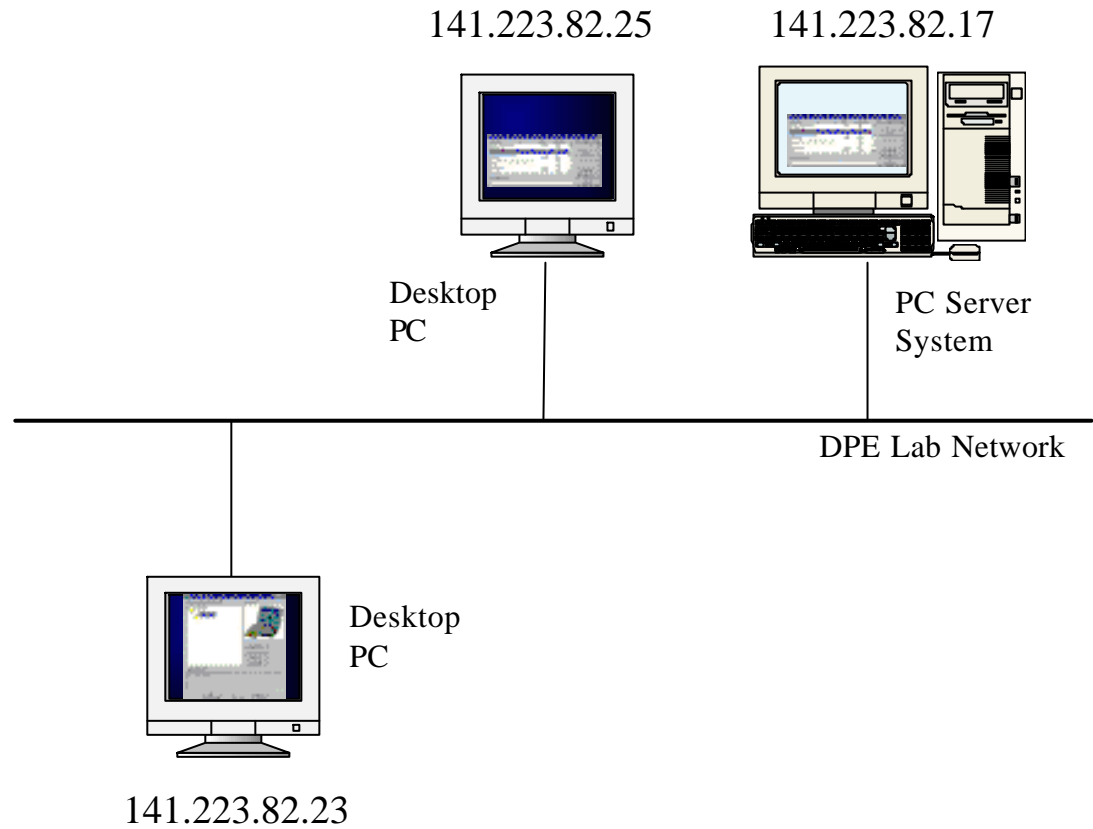 141.223.82.25
141.223.82.17
Desktop
PC
PC Server
System
DPE Lab Network
Desktop
PC
141.223.82.23